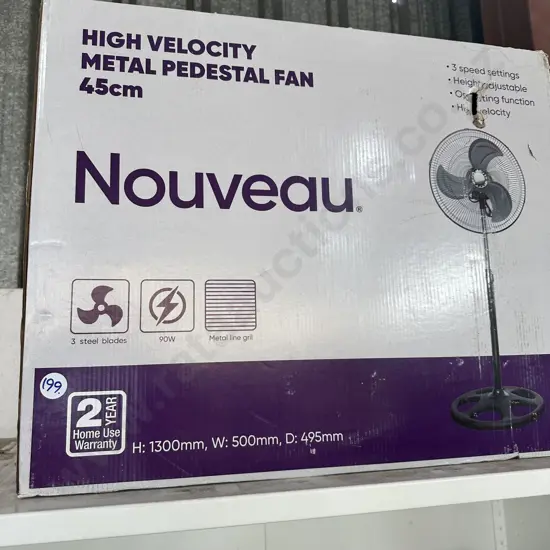 HIGH VELOCITY
METAL PEDESTAL FAN
45cm
• 3 speed settings
• Height adjustable
function
velocity
Nouveau®
3 steel blades
90W
Metal line grill
199
2 YEAR
Home Use
Warranty
H: 1300mm, W: 500mm, D: 495mm